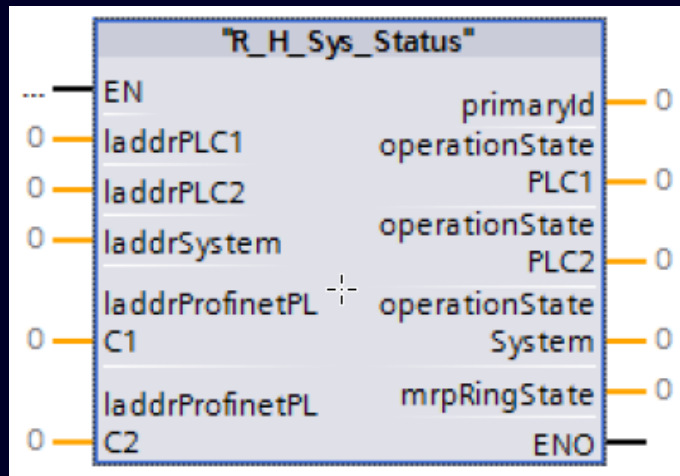 "R_H_Sys_Status"
... EN
primaryId 0
0 laddrPLC1
operationState
PLC1 0
0 laddrPLC2
operationState
PLC2 0
0 laddrSystem
laddrProfinetPL
0 C1
operationState
System 0
mrpRingState 0
laddrProfinetPL
0 C2
ENO